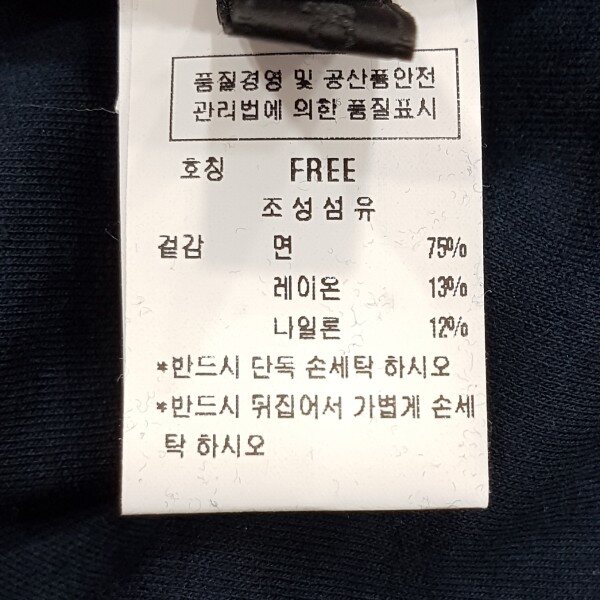 품질경영 및 공산품안전
관리법에 의한 품질표시
호칭 FREE
조성섬유
겉감 면 75%
레이온 13%
나일론 12%
*반드시 단독 손세탁 하시오
*반드시 뒤집어서 가볍게 손세
탁 하시오